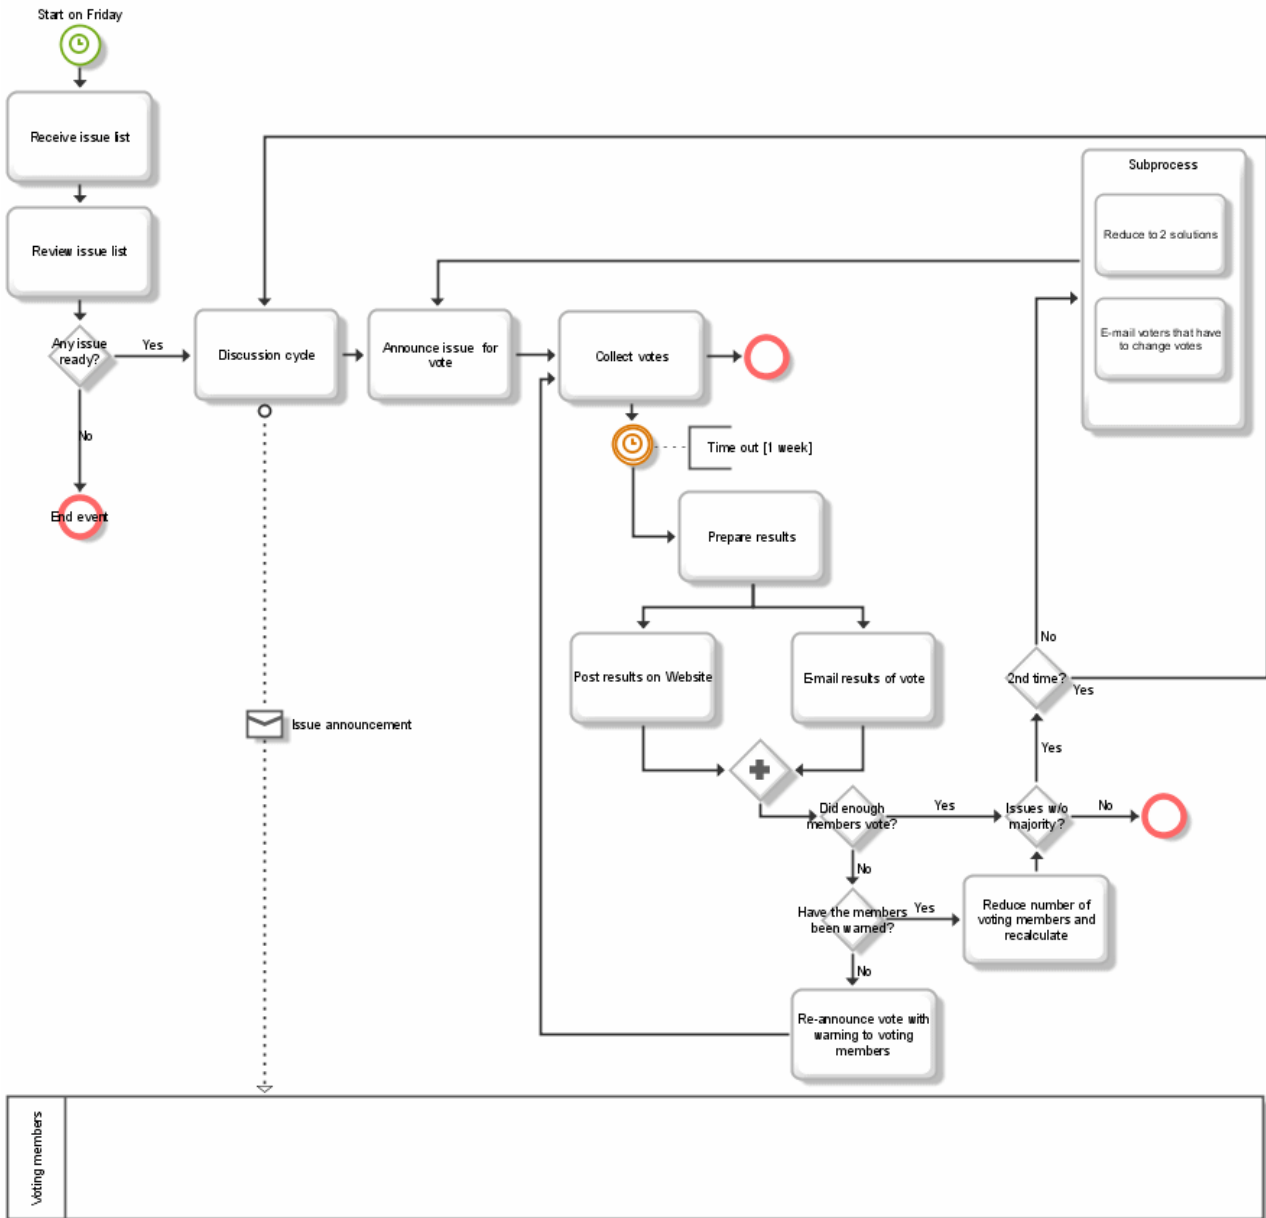 Start on Friday
Receive issue list
Review issue list
Any issue
ready?
Yes
No
End event
Discussion cycle
Announce issue for
vote
Collect votes
Time out [1 week]
Prepare results
Post results on Website
E-mail results of vote
Did enough
members vote?
Yes
No
Have the members
been warned?
Yes
No
Re-announce vote with
warning to voting
members
Reduce number of
voting members and
recalculate
Issues w/o
majority?
No
Yes
2nd time?
Yes
No
Subprocess
Reduce to 2 solutions
E-mail voters that have
to change votes
Issue announcement
Voting members